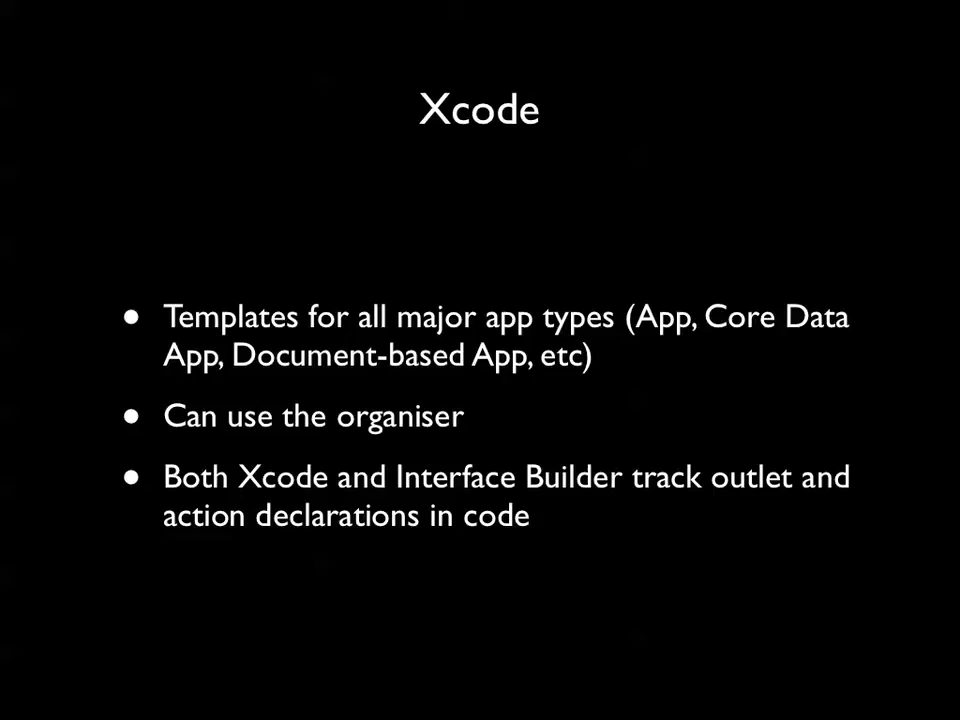 Xcode
• Templates for all major app types (App, Core Data
App, Document-based App, etc)
• Can use the organiser
• Both Xcode and Interface Builder track outlet and
action declarations in code